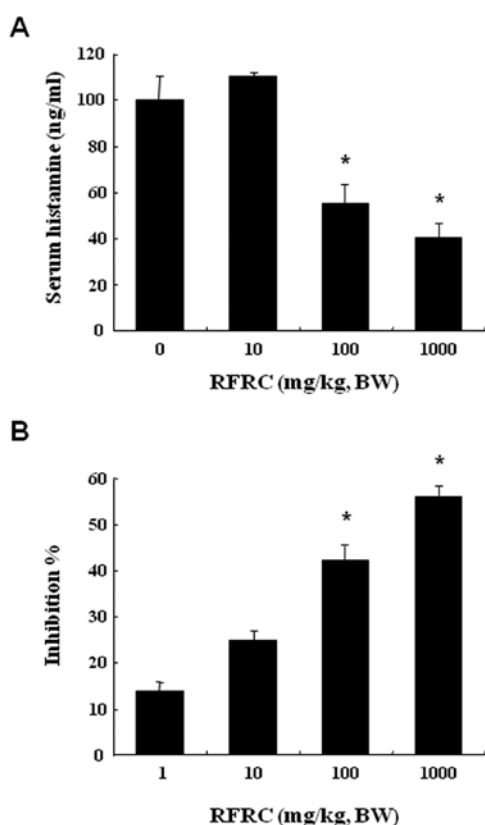 A
Serum histamine (ng/ml)
120
100
80
60
40
20
0
*
*
0 10 100 1000
RFRC (mg/kg, BW)
B
Inhibition %
60
50
40
30
20
10
0
*
*
1 10 100 1000
RFRC (mg/kg, BW)